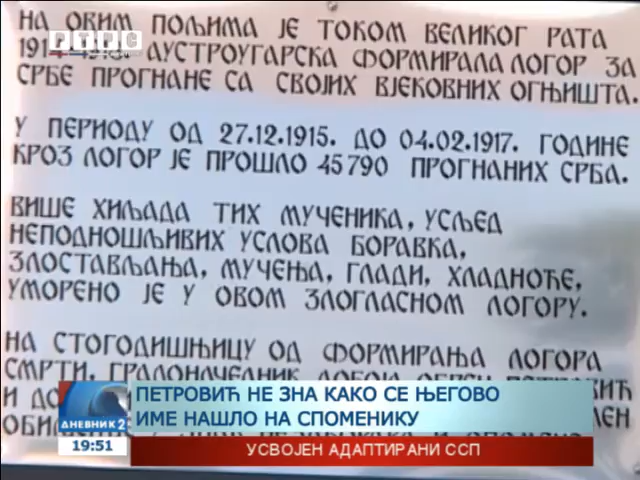 НА ОВИМ ПОЉИМА ЈЕ ТОКОМ ВЕЛИКОГ РАТА
АУСТРОУГАРСКА ФОРМИРАЛА ЛОГОР ЗА
СРБЕ ПРОГНАНЕ СА СВОЈИХ ВЈЕКОВНИХ ОГЊИШТА.
У ПЕРИОДУ ОД 27.12.1915. ДО 04.02.1917. ГОДИНЕ
КРОЗ ЛОГОР ЈЕ ПРОШЛО 45790 ПРОГНАНИХ СРБА.
ВИШЕ ХИЉАДА ТИХ МУЧЕНИКА, УСЉЕД
НЕПОДНОШЉИВИХ УСЛОВА БОРАВКА,
ЗЛОСТАВЉАЊА, МУЧЕЊА, ГЛАДИ, ХЛАДНОЋЕ,
УМОРЕНО ЈЕ У ОВОМ ЗЛОГЛАСНОМ ЛОГОРУ.
НА СТОГОДИШЊИЦУ ОД ФОРМИРАЊА ЛОГОРА
СМРТИ, ГРАДОНАЧЕЛНИК
И
ПЕТРОВИЋ НЕ ЗНА КАКО СЕ ЊЕГОВО
ИМЕ НАШЛО НА СПОМЕНИКУ
ДНЕВНИК 2
19:51
УСВОЈЕН АДАПТИРАНИ ССП